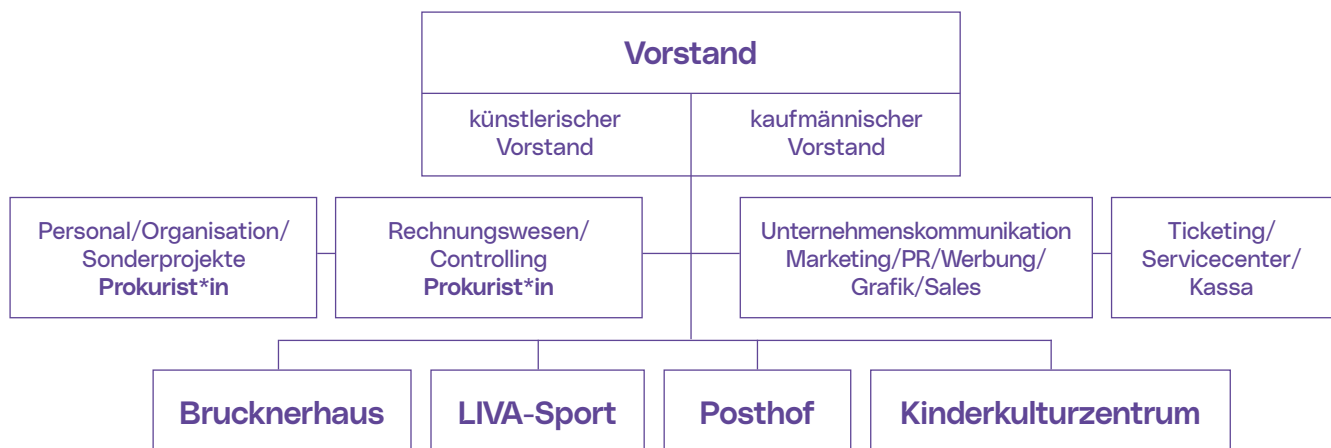 Vorstand
künstlerischer
Vorstand
kaufmännischer
Vorstand
Personal/Organisation/
Sonderprojekte
Prokurist*in
Rechnungswesen/
Controlling
Prokurist*in
Unternehmenskommunikation
Marketing/PR/Werbung/
Grafik/Sales
Ticketing/
Servicecenter/
Kassa
Brucknerhaus
LIVA-Sport
Posthof
Kinderkulturzentrum